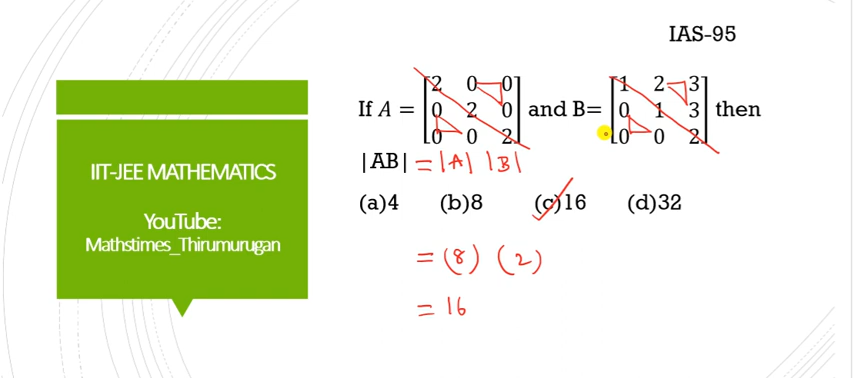 IAS-95
IIT-JEE MATHEMATICS
YouTube:
Mathstimes_Thirumurugan
If A = [2 0 0; 0 2 0; 0 0 2] and B= [1 2 3; 0 1 3; 0 0 2] then
|AB| = |A| |B|
(a)4 (b)8 (c)16 (d)32
= (8) (2)
= 16